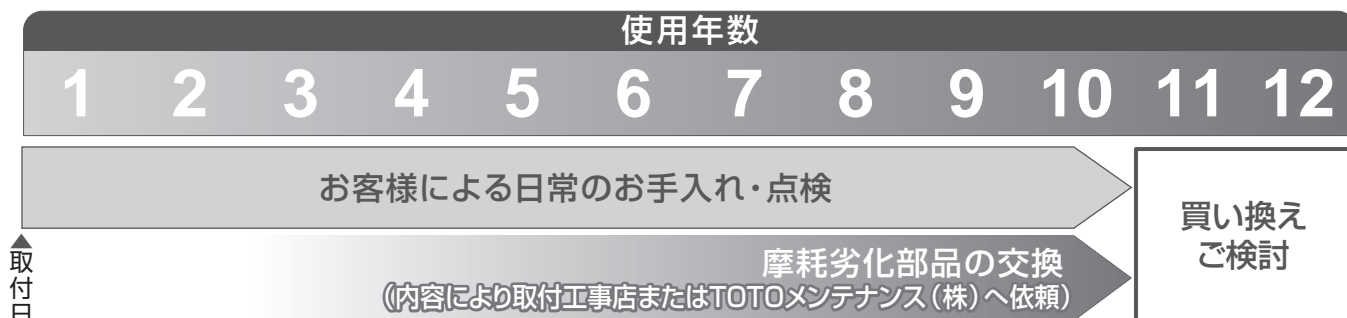 使用年数
1 2 3 4 5 6 7 8 9 10 11 12
お客様による日常のお手入れ・点検
買い換え
ご検討
取付日
摩耗劣化部品の交換
(内容により取付工事店またはTOTOメンテナンス(株)へ依頼)